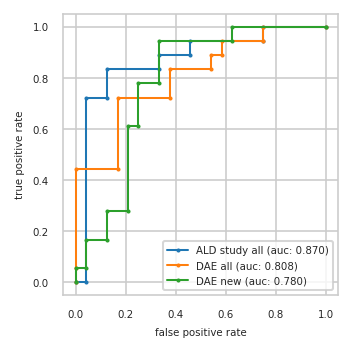 1.0
0.8
0.6
0.4
0.2
0.0
true positive rate
ALD study all (auc: 0.870)
DAE all (auc: 0.808)
DAE new (auc: 0.780)
0.0 0.2 0.4 0.6 0.8 1.0
false positive rate